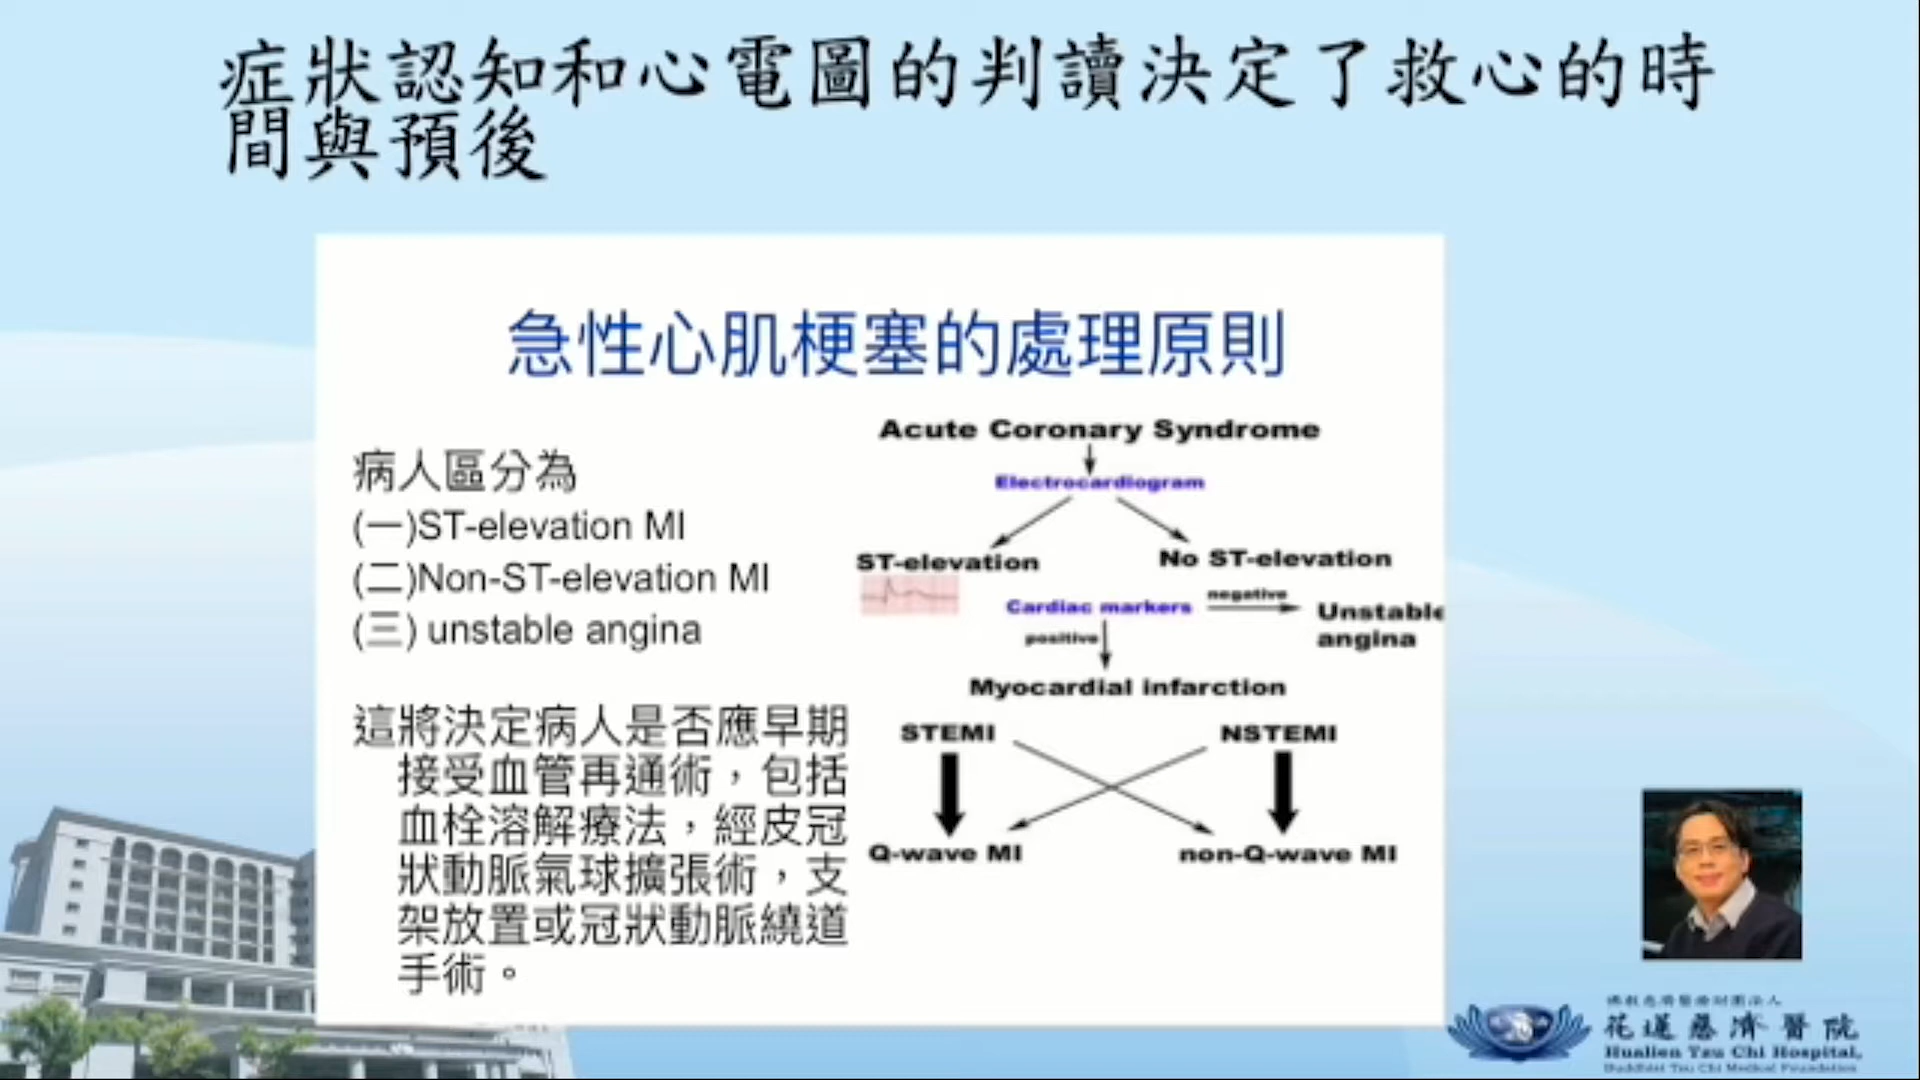 症狀認知和心電圖的判讀決定了救心的時
間與預後
急性心肌梗塞的處理原則
病人區分為
(一)ST-elevation MI
(二)Non-ST-elevation MI
(三) unstable angina
這將決定病人是否應早期
接受血管再通術，包括
血栓溶解療法，經皮冠
狀動脈氣球擴張術，支
架放置或冠狀動脈繞道
手術。
Acute Coronary Syndrome
Electrocardiogram
ST-elevation
No ST-elevation
Cardiac markers
negative
Unstable
angina
positive
Myocardial infarction
STEMI
NSTEMI
Q-wave MI
non-Q-wave MI
佛教慈濟醫療財團法人
花蓮慈濟醫院
Hualien Tzu Chi Hospital,
Buddhist Tzu Chi Medical Foundation